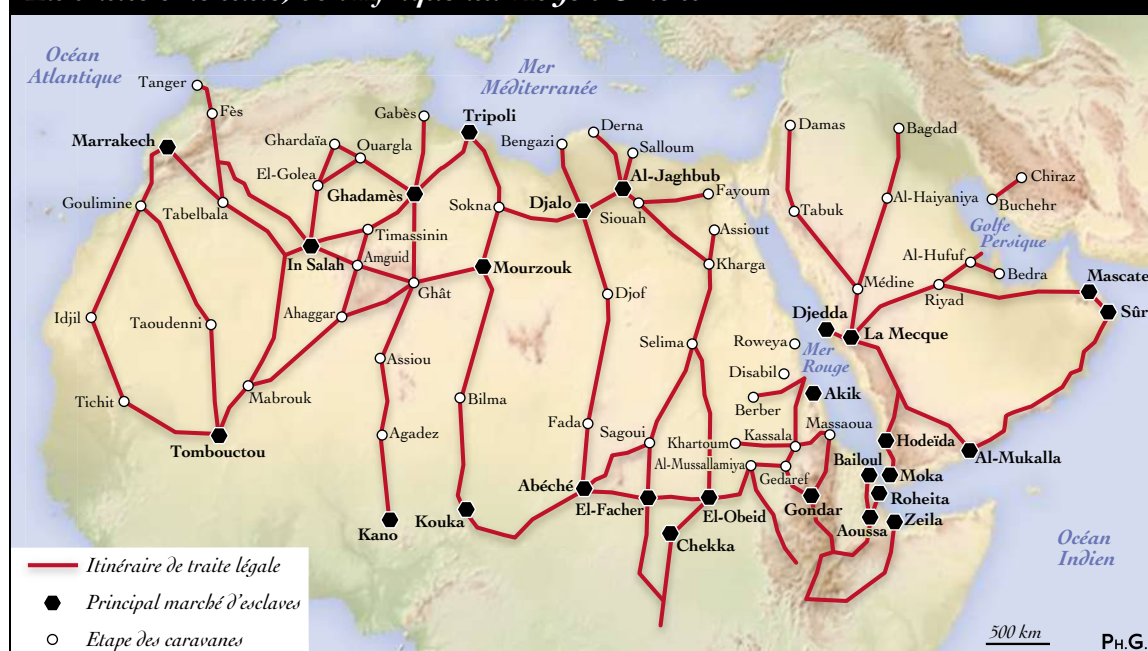 Océan
Atlantique
Mer
Méditerranée
Tanger
Fès
Marrakech
Ghardaïa
Ouargla
El-Golea
Gabès
Tripoli
Bengazi
Derna
Salloum
Al-Jaghbub
Fayoum
Damas
Bagdad
Chiraz
Buchehr
Golfe
Persique
Goulimine
Tabelbala
Ghadamès
Sokna
Djalo
Siouah
Assiout
Tabuk
Al-Haiyaniya
Timassinin
In Salah
Amguid
Mourzouk
Kharga
Al-Hufuf
Bedra
Ghât
Djof
Médine
Riyad
Mascate
Sûr
Idjil
Taoudenni
Ahaggar
Selima
Roweya
Djedda
La Mecque
Mer
Rouge
Assiou
Disabil
Tichit
Mabrouk
Bilma
Berber
Akik
Tombouctou
Agadez
Fada
Sagoui
Khartoum
Kassala
Massaoua
Hodeïda
Al-Mussallamiya
Gedaref
Bailoul
Al-Mukalla
Moka
Abéché
El-Facher
El-Obeid
Gondar
Roheita
Kano
Kouka
Chekka
Aoussa
Zeila
Océan
Indien
Itinéraire de traite légale
Principal marché d'esclaves
Etape des caravanes
500 km
PH.G.